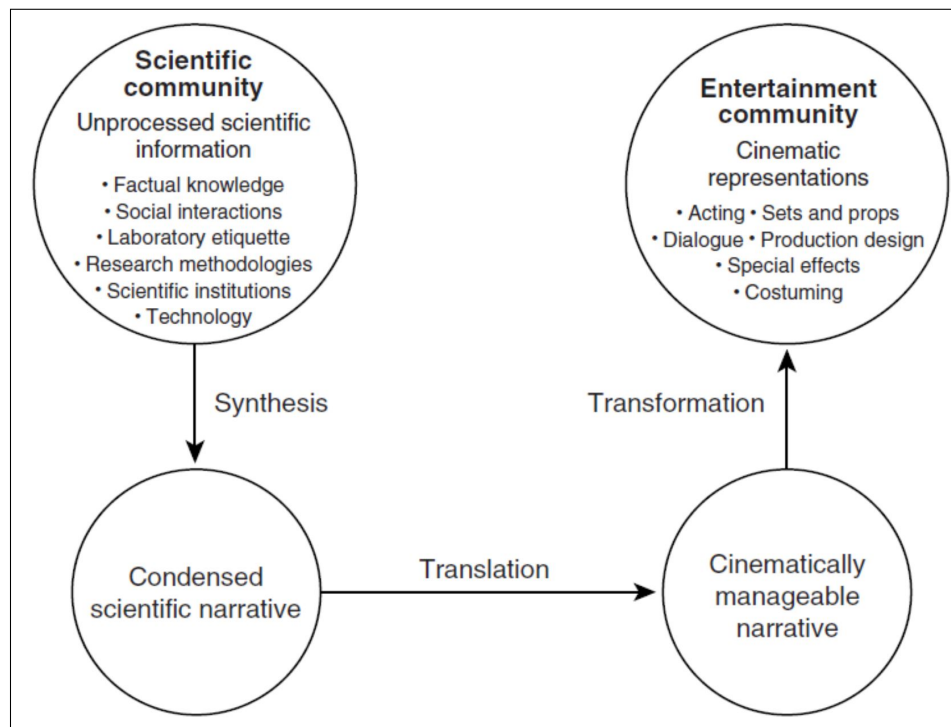 Scientific
community
Unprocessed scientific
information
• Factual knowledge
• Social interactions
• Laboratory etiquette
• Research methodologies
• Scientific institutions
• Technology
Entertainment
community
Cinematic
representations
• Acting • Sets and props
• Dialogue • Production design
• Special effects
• Costuming
Synthesis
Transformation
Condensed
scientific narrative
Translation
Cinematically
manageable
narrative